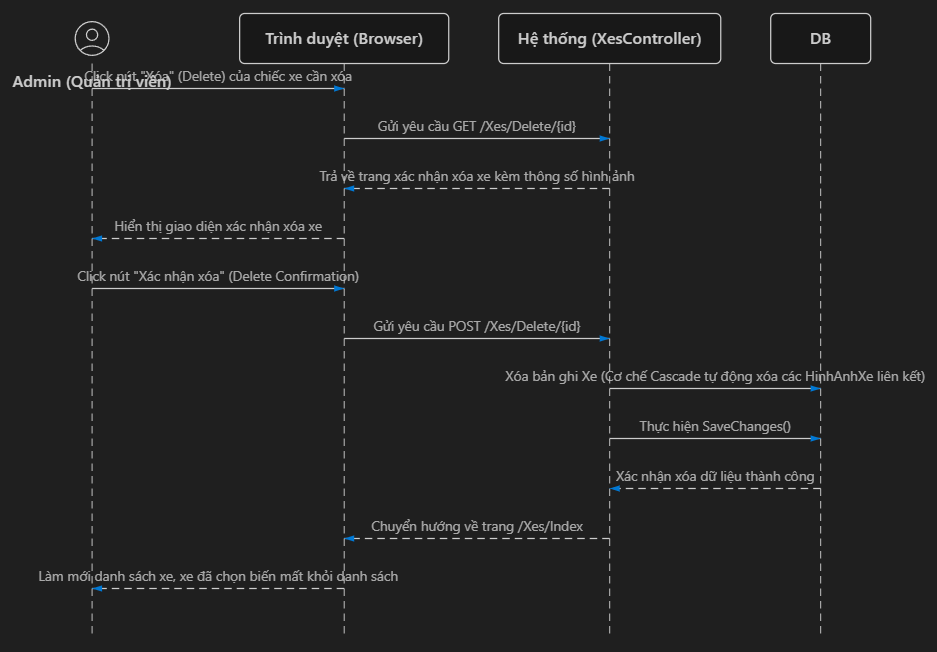 Trình duyệt (Browser)
Hệ thống (XesController)
DB
Admin (Quản trị viên)
Click nút "Xóa" (Delete) của chiếc xe cần xóa
Gửi yêu cầu GET /Xes/Delete/{id}
Trả về trang xác nhận xóa xe kèm thông số hình ảnh
Hiển thị giao diện xác nhận xóa xe
Click nút "Xác nhận xóa" (Delete Confirmation)
Gửi yêu cầu POST /Xes/Delete/{id}
Xóa bản ghi Xe (Cơ chế Cascade tự động xóa các HinhAnhXe liên kết)
Thực hiện SaveChanges()
Xác nhận xóa dữ liệu thành công
Chuyển hướng về trang /Xes/Index
Làm mới danh sách xe, xe đã chọn biến mất khỏi danh sách